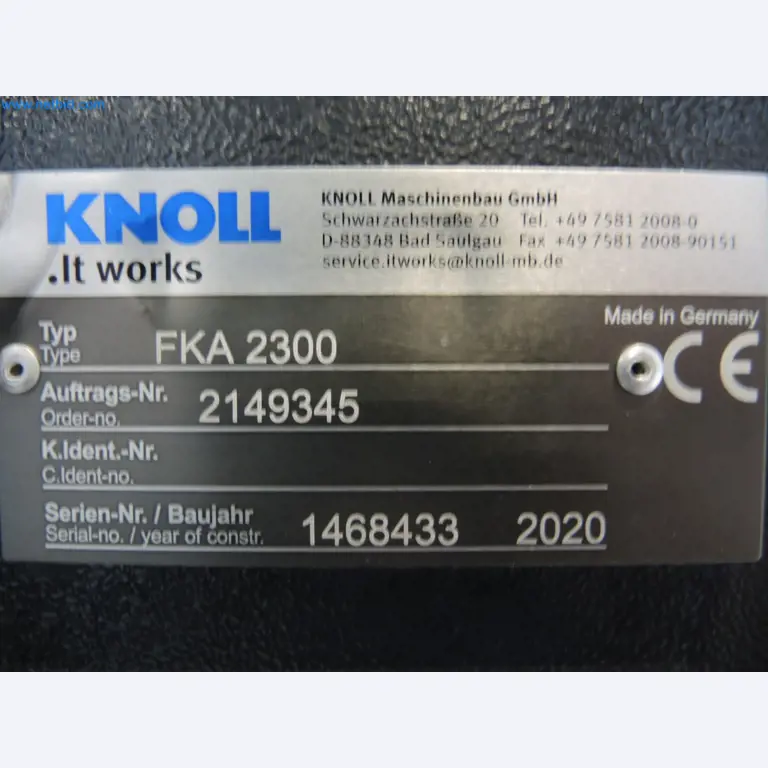 KNOLL
.It works
KNOLL Maschinenbau GmbH
Schwarzachstraße 20 Tel. +49 7581 2008-0
D-88348 Bad Saulgau Fax +49 7581 2008-90151
service.itworks@knoll-mb.de
Made in Germany
Typ
Type FKA 2300
CE
Auftrags-Nr.
Order-no. 2149345
K.Ident.-Nr.
C.Ident-no.
Serien-Nr. / Baujahr
Serial-no. / year of constr. 1468433 2020